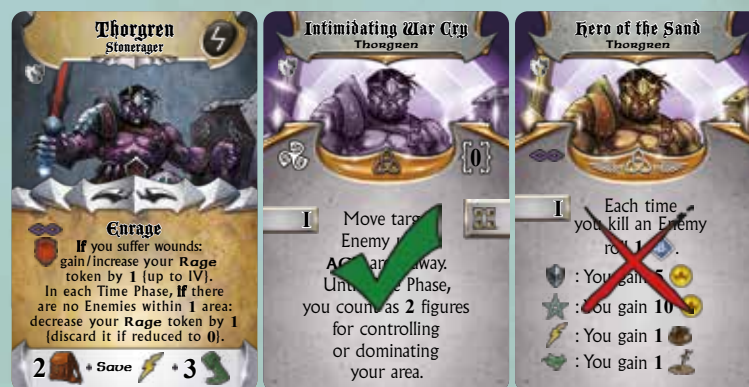 Thorgren
Stonerager
Enrage
If you suffer wounds:
gain/increase your Rage
token by 1 {up to IV}.
In each Time Phase, If there
are no Enemies within 1 area:
decrease your Rage token by 1
{discard it if reduced to 0}.
2 + Save + 3
Intimidating War Cry
Thorgren
{0}
I
Move
Enemy
away.
Phase,
you count as 2 figures
for controlling
or dominating
your area.
Hero of the Sand
Thorgren
I
Each time
you kill an Enemy
roll 1 .
: You gain 5
: You gain 10
: You gain 1
: You gain 1